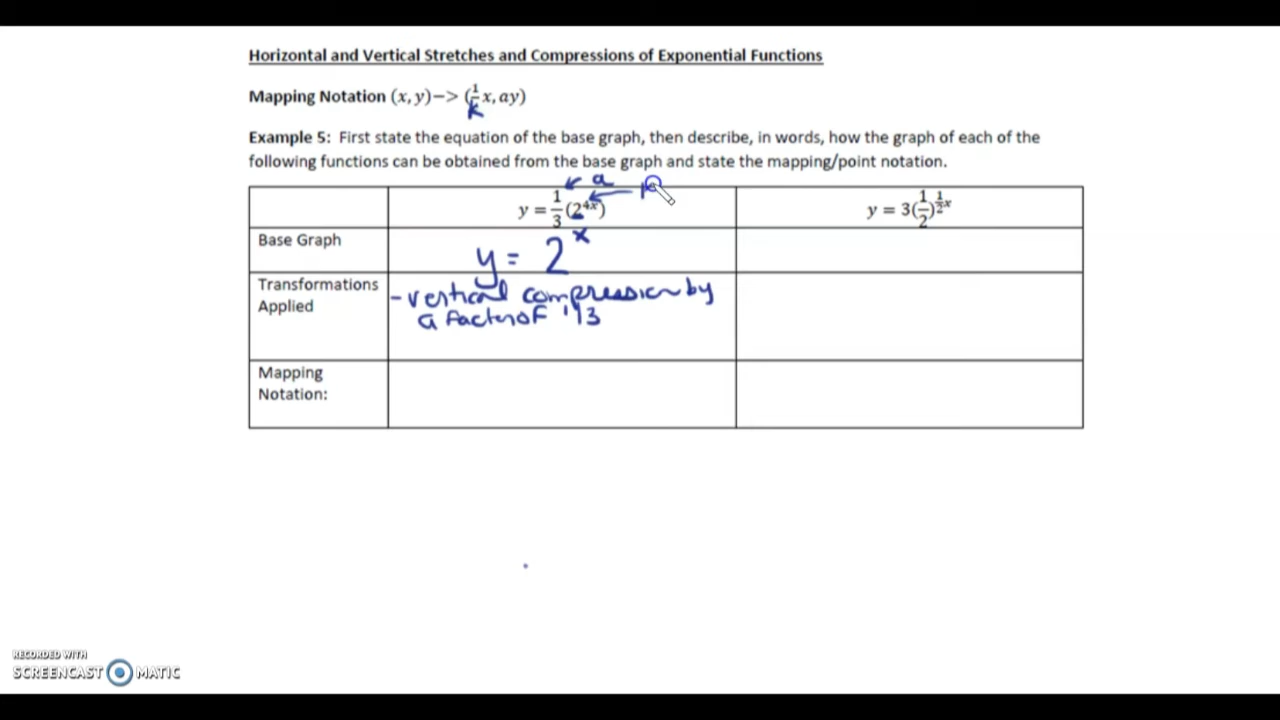 Horizontal and Vertical Stretches and Compressions of Exponential Functions
Mapping Notation (x, y)—> (1/k x, ay)
Example 5: First state the equation of the base graph, then describe, in words, how the graph of each of the
following functions can be obtained from the base graph and state the mapping/point notation.
a
y = 1/3(2^4x)
y = 3(1/2)^1/2x
Base Graph
y = 2^x
Transformations
Applied
- vertical compression by
a factor of 1/3
Mapping
Notation:
RECORDED WITH
SCREENCAST MATIC